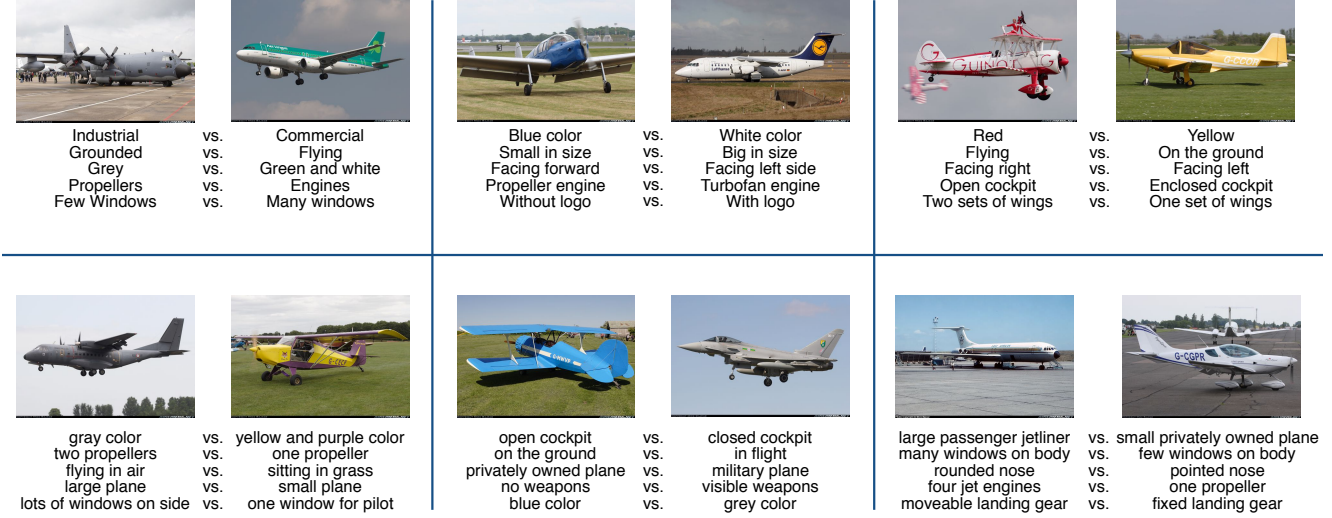 Industrial vs. Commercial
Grounded vs. Flying
Grey vs. Green and white
Propellers vs. Engines
Few Windows vs. Many windows
Blue color vs. White color
Small in size vs. Big in size
Facing forward vs. Facing left side
Propeller engine vs. Turbofan engine
Without logo vs. With logo
GUINOT
G-CCOR
Red vs. Yellow
Flying vs. On the ground
Facing right vs. Facing left
Open cockpit vs. Enclosed cockpit
Two sets of wings vs. One set of wings
gray color vs. yellow and purple color
two propellers vs. one propeller
flying in air vs. sitting in grass
large plane vs. small plane
lots of windows on side vs. one window for pilot
open cockpit vs. closed cockpit
on the ground vs. in flight
privately owned plane vs. military plane
no weapons vs. visible weapons
blue color vs. grey color
G-CGPR
large passenger jetliner vs. small privately owned plane
many windows on body vs. few windows on body
rounded nose vs. pointed nose
four jet engines vs. one propeller
moveable landing gear vs. fixed landing gear